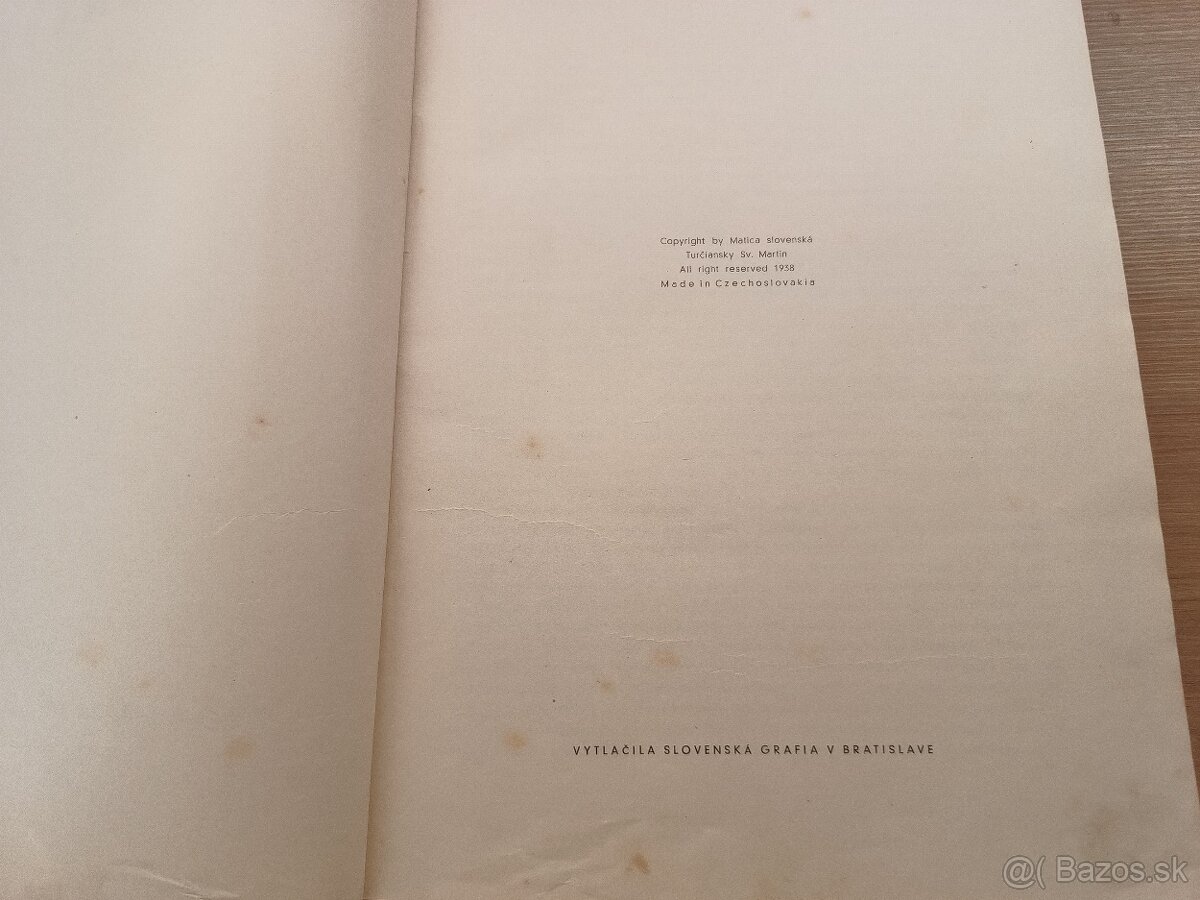 Copyright by Matica slovenská
Turčiansky Sv. Martin
All right reserved 1938
Made in Czechoslovakia
VYTLAČILA SLOVENSKÁ GRAFIA V BRATISLAVE
@( Bazos.sk